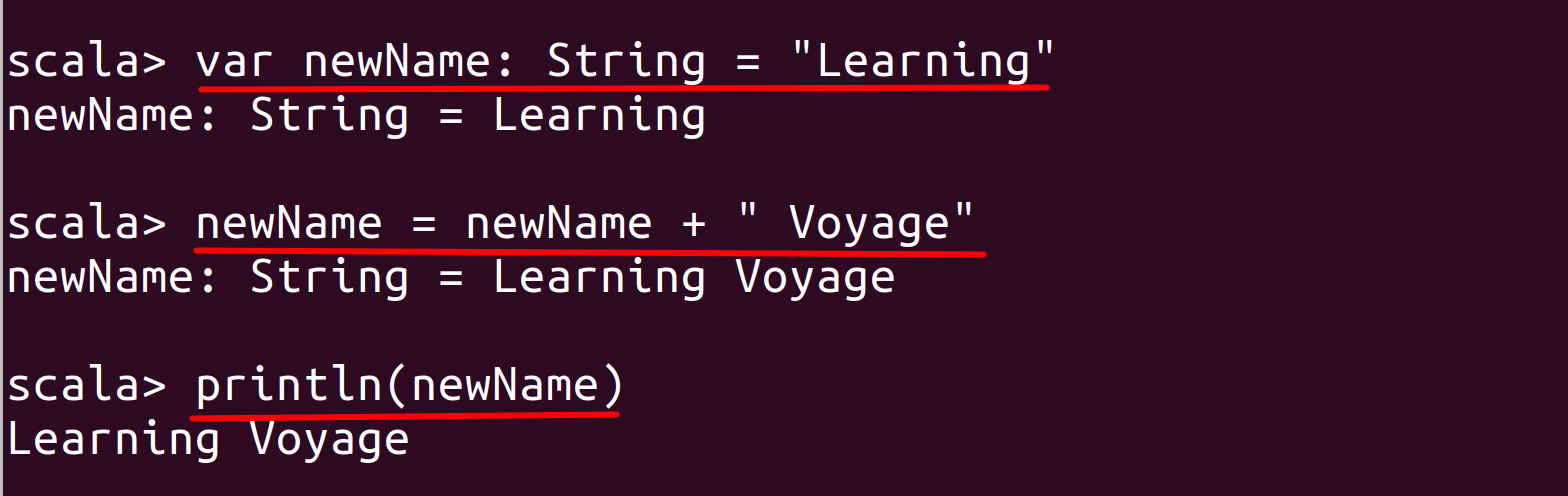 scala> var newName: String = "Learning"
newName: String = Learning
scala> newName = newName + " Voyage"
newName: String = Learning Voyage
scala> println(newName)
Learning Voyage